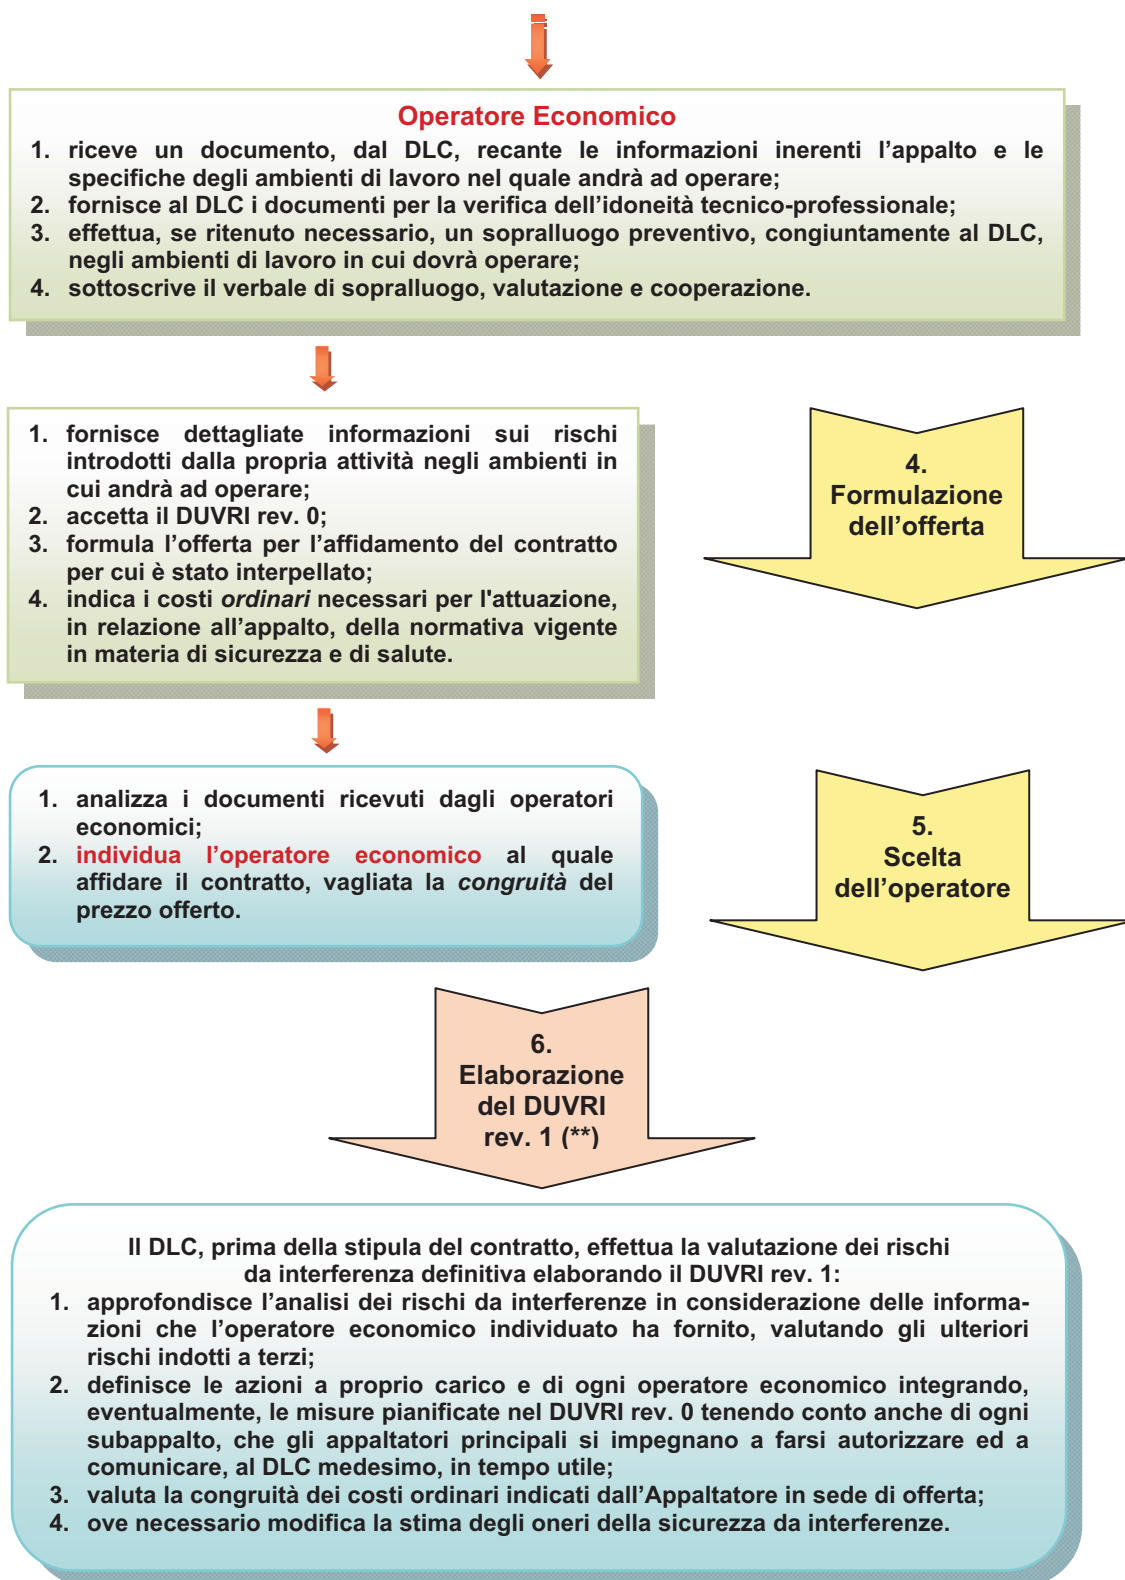 Operatore Economico
1. riceve un documento, dal DLC, recante le informazioni inerenti l’appalto e le
specifiche degli ambienti di lavoro nel quale andrà ad operare;
2. fornisce al DLC i documenti per la verifica dell’idoneità tecnico-professionale;
3. effettua, se ritenuto necessario, un sopralluogo preventivo, congiuntamente al DLC,
negli ambienti di lavoro in cui dovrà operare;
4. sottoscrive il verbale di sopralluogo, valutazione e cooperazione.
1. fornisce dettagliate informazioni sui rischi
introdotti dalla propria attività negli ambienti in
cui andrà ad operare;
2. accetta il DUVRI rev. 0;
3. formula l’offerta per l’affidamento del contratto
per cui è stato interpellato;
4. indica i costi ordinari necessari per l'attuazione,
in relazione all’appalto, della normativa vigente
in materia di sicurezza e di salute.
4.
Formulazione
dell’offerta
1. analizza i documenti ricevuti dagli operatori
economici;
2. individua l’operatore economico al quale
affidare il contratto, vagliata la congruità del
prezzo offerto.
5.
Scelta
dell’operatore
6.
Elaborazione
del DUVRI
rev. 1 (**)
Il DLC, prima della stipula del contratto, effettua la valutazione dei rischi
da interferenza definitiva elaborando il DUVRI rev. 1:
1. approfondisce l’analisi dei rischi da interferenze in considerazione delle informa-
zioni che l’operatore economico individuato ha fornito, valutando gli ulteriori
rischi indotti a terzi;
2. definisce le azioni a proprio carico e di ogni operatore economico integrando,
eventualmente, le misure pianificate nel DUVRI rev. 0 tenendo conto anche di ogni
subappalto, che gli appaltatori principali si impegnano a farsi autorizzare ed a
comunicare, al DLC medesimo, in tempo utile;
3. valuta la congruità dei costi ordinari indicati dall’Appaltatore in sede di offerta;
4. ove necessario modifica la stima degli oneri della sicurezza da interferenze.